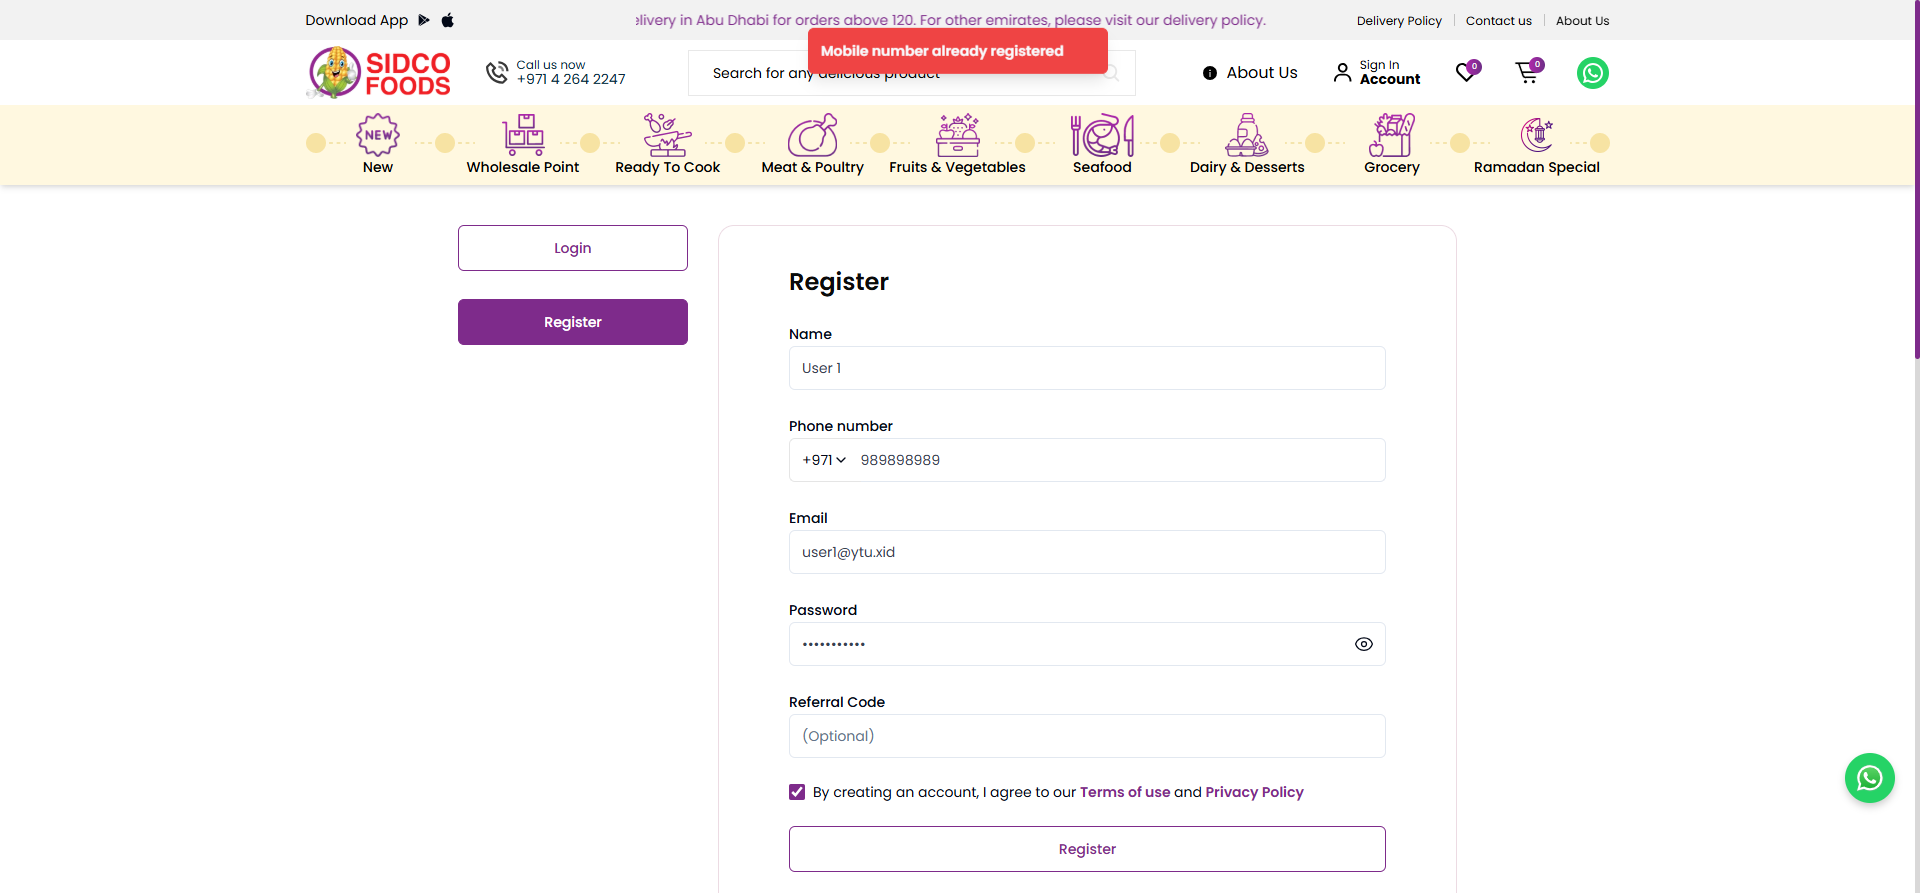 Download App
elivery in Abu Dhabi for orders above 120. For other emirates, please visit our delivery policy.
Delivery Policy
Contact us
About Us
Mobile number already registered
SIDCO
FOODS
Call us now
+971 4 264 2247
Search for any delicious product
About Us
Sign In
Account
0
0
NEW
New
Wholesale Point
Ready To Cook
Meat & Poultry
Fruits & Vegetables
Seafood
Dairy & Desserts
Grocery
Ramadan Special
Login
Register
Register
Name
User 1
Phone number
+971 989898989
Email
user1@ytu.xid
Password
•••••••••••
Referral Code
(Optional)
By creating an account, I agree to our Terms of use and Privacy Policy
Register